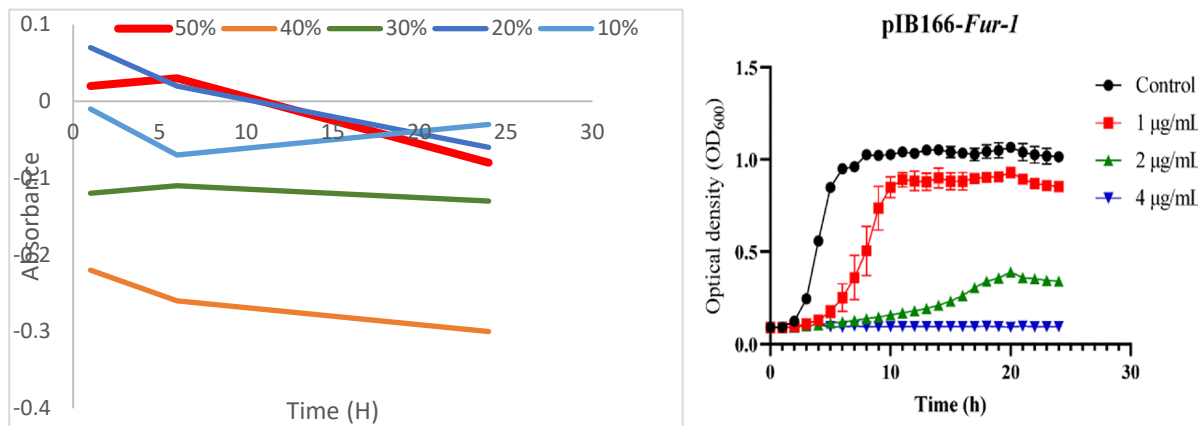 0.1
50% 40% 30% 20% 10%
0
0 5 10 15 20 25 30
-0.1
-0.2
-0.3
-0.4
Absorbance
Time (H)
pIB166-Fur-1
1.5
1.0
0.5
0.0
Optical density (OD600)
0 10 20 30
Time (h)
Control
1 μg/mL
2 μg/mL
4 μg/mL